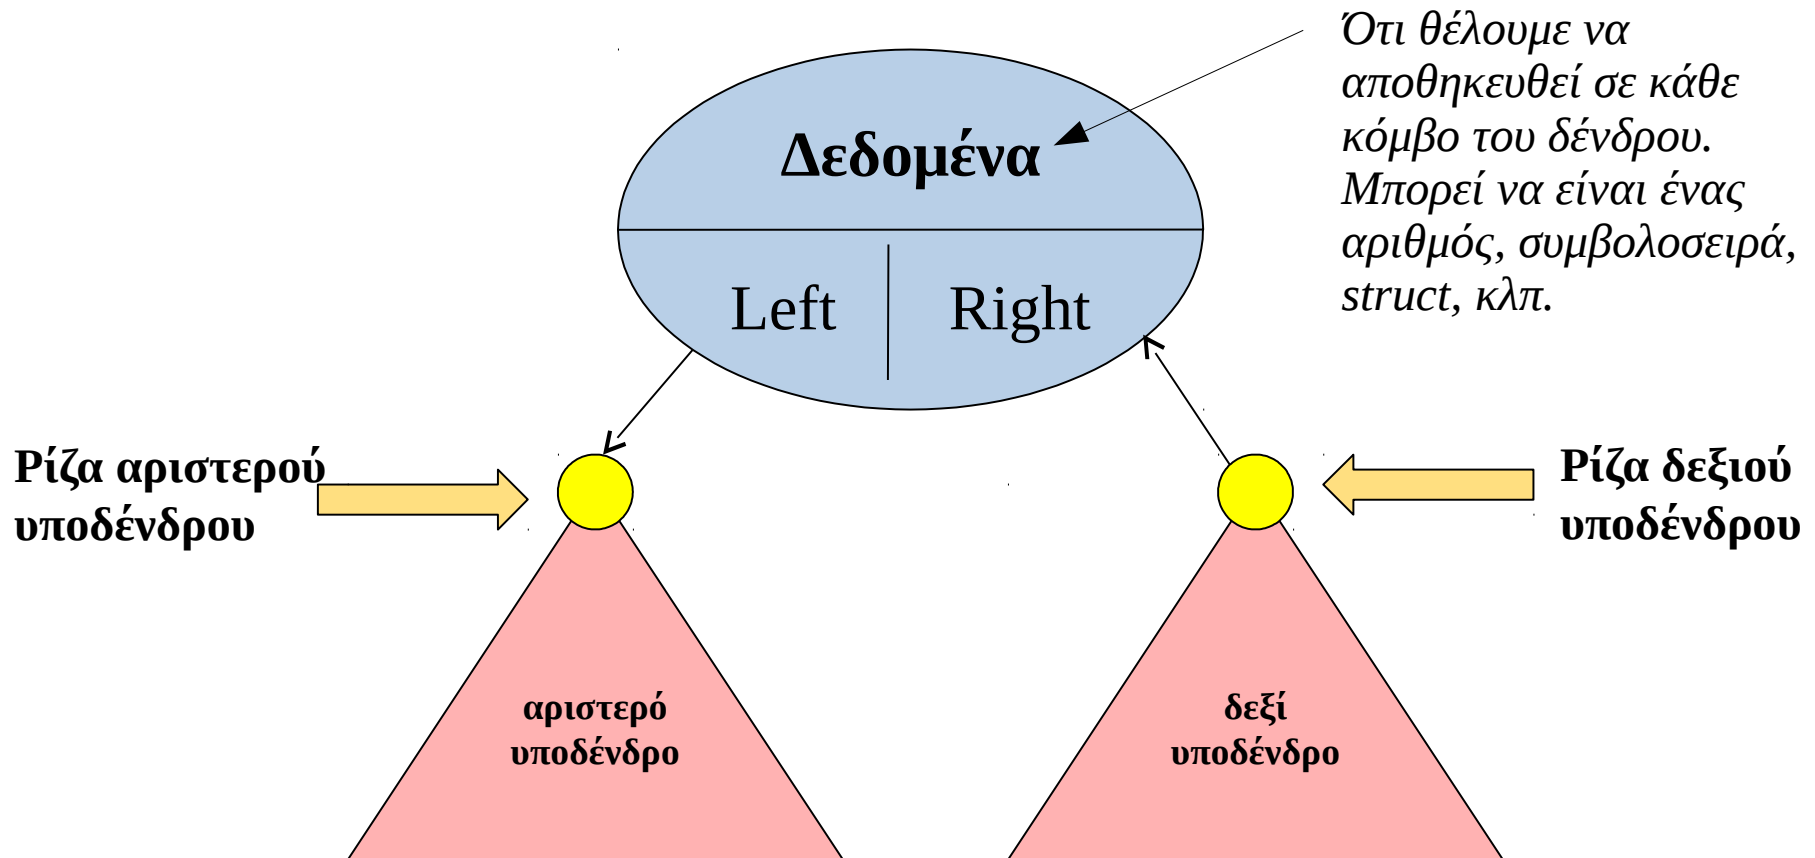 Ότι θέλουμε να
αποθηκευθεί σε κάθε
κόμβο του δένδρου.
Μπορεί να είναι ένας
αριθμός, συμβολοσειρά,
struct, κλπ.
Δεδομένα
Left
Right
Ρίζα αριστερού
υποδένδρου
Ρίζα δεξιού
υποδένδρου
αριστερό
υποδένδρο
δεξί
υποδένδρο